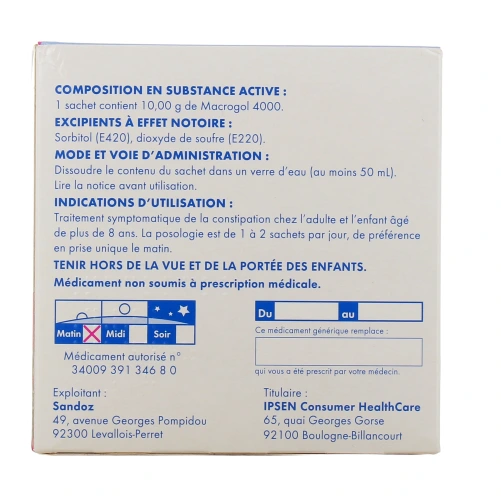 COMPOSITION EN SUBSTANCE ACTIVE :
1 sachet contient 10,00 g de Macrogol 4000.
EXCIPIENTS À EFFET NOTOIRE :
Sorbitol (E420), dioxyde de soufre (E220).
MODE ET VOIE D'ADMINISTRATION :
Dissoudre le contenu du sachet dans un verre d'eau (au moins 50 mL).
Lire la notice avant utilisation.
INDICATIONS D'UTILISATION :
Traitement symptomatique de la constipation chez l'adulte et l'enfant âgé
de plus de 8 ans. La posologie est de 1 à 2 sachets par jour, de préférence
en prise unique le matin.
TENIR HORS DE LA VUE ET DE LA PORTÉE DES ENFANTS.
Médicament non soumis à prescription médicale.
Matin Midi Soir
Médicament autorisé n°
34009 391 346 8 0
Du au
Ce médicament générique remplace :
qui vous a été prescrit par votre médecin.
Exploitant :
Sandoz
49, avenue Georges Pompidou
92300 Levallois-Perret
Titulaire :
IPSEN Consumer HealthCare
65, quai Georges Gorse
92100 Boulogne-Billancourt